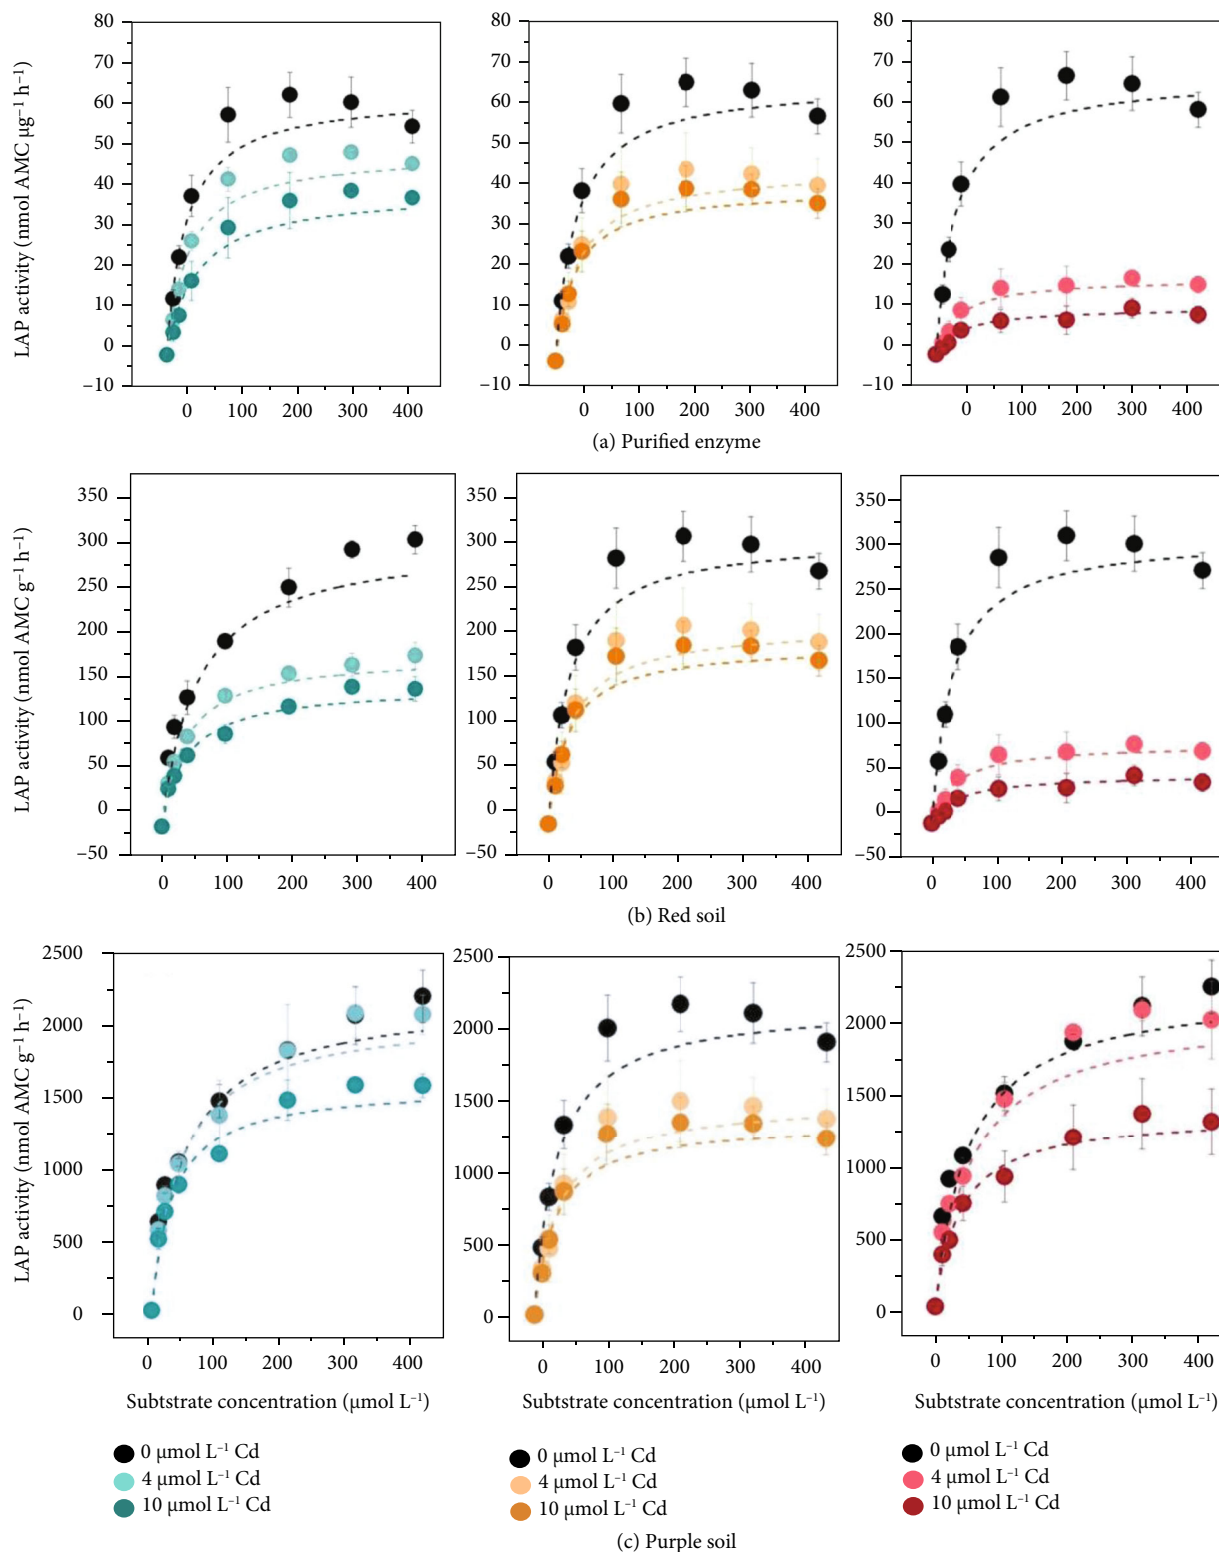 80
70
60
50
40
30
20
10
0
−10
LAP activity (nmol AMC µg⁻¹ h⁻¹)
0 100 200 300 400
80
70
60
50
40
30
20
10
0
−10
0 100 200 300 400
80
70
60
50
40
30
20
10
0
−10
0 100 200 300 400
(a) Purified enzyme
350
300
250
200
150
100
50
0
−50
LAP activity (nmol AMC g⁻¹ h⁻¹)
0 100 200 300 400
350
300
250
200
150
100
50
0
−50
0 100 200 300 400
350
300
250
200
150
100
50
0
−50
0 100 200 300 400
(b) Red soil
2500
2000
1500
1000
500
0
LAP activity (nmol AMC g⁻¹ h⁻¹)
0 100 200 300 400
Subtstrate concentration (µmol L⁻¹)
2500
2000
1500
1000
500
0
0 100 200 300 400
Substrate concentration (µmol L⁻¹)
2500
2000
1500
1000
500
0
0 100 200 300 400
Substrate concentration (µmol L⁻¹)
0 µmol L⁻¹ Cd
4 µmol L⁻¹ Cd
10 µmol L⁻¹ Cd
0 µmol L⁻¹ Cd
4 µmol L⁻¹ Cd
10 µmol L⁻¹ Cd
0 µmol L⁻¹ Cd
4 µmol L⁻¹ Cd
10 µmol L⁻¹ Cd
(c) Purple soil